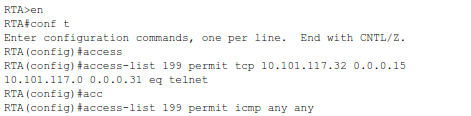 RTA>en
RTA#conf t
Enter configuration commands, one per line.  End with CNTL/Z.
RTA(config)#access
RTA(config)#access-list 199 permit tcp 10.101.117.32 0.0.0.15
10.101.117.0 0.0.0.31 eq telnet
RTA(config)#acc
RTA(config)#access-list 199 permit icmp any any